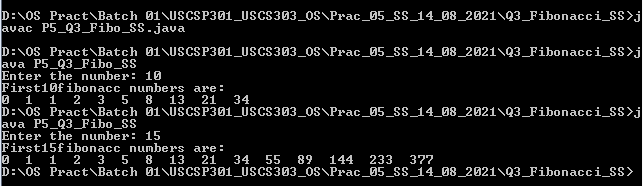 D:\OS Pract\Batch 01\USCSP301_USCS303_OS\Prac_05_SS_14_08_2021\Q3_Fibonacci_SS>j
avac P5_Q3_Fibo_SS.java
D:\OS Pract\Batch 01\USCSP301_USCS303_OS\Prac_05_SS_14_08_2021\Q3_Fibonacci_SS>j
ava P5_Q3_Fibo_SS
Enter the number: 10
First10fibonacc numbers are:
0 1 1 2 3 5 8 13 21 34
D:\OS Pract\Batch 01\USCSP301_USCS303_OS\Prac_05_SS_14_08_2021\Q3_Fibonacci_SS>j
ava P5_Q3_Fibo_SS
Enter the number: 15
First15fibonacc numbers are:
0 1 1 2 3 5 8 13 21 34 55 89 144 233 377
D:\OS Pract\Batch 01\USCSP301_USCS303_OS\Prac_05_SS_14_08_2021\Q3_Fibonacci_SS>